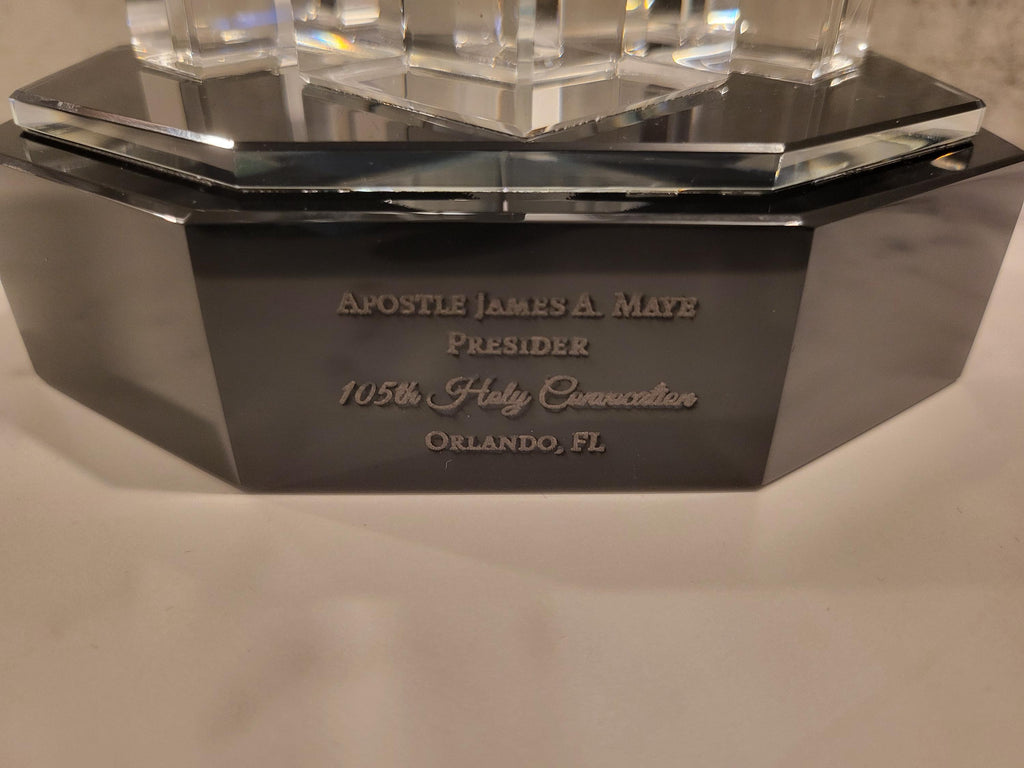 Apostle James A. Maye
Presider
105th Holy Convocation
Orlando, FL